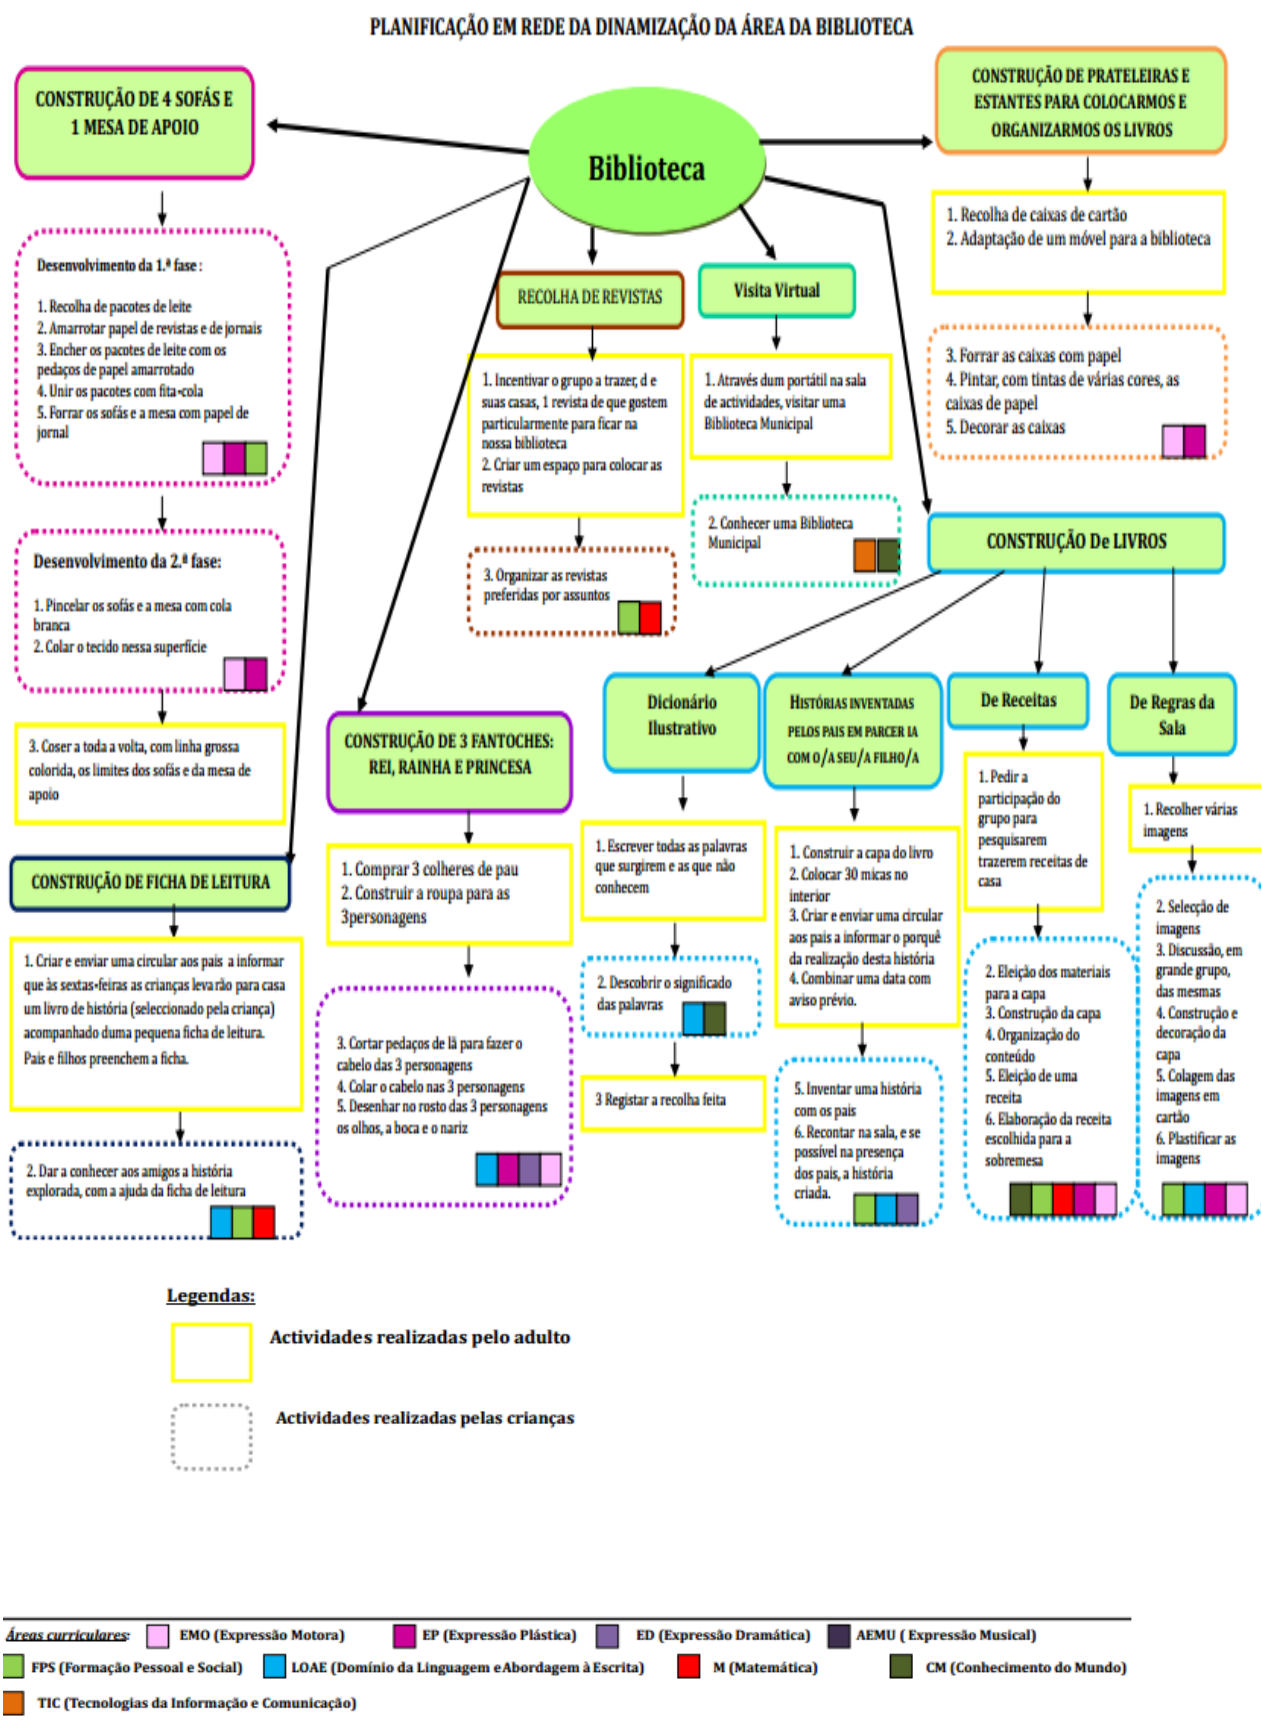 PLANIFICAÇÃO EM REDE DA DINAMIZAÇÃO DA ÁREA DA BIBLIOTECA
CONSTRUÇÃO DE 4 SOFÁS E
1 MESA DE APOIO
Biblioteca
CONSTRUÇÃO DE PRATELEIRAS E
ESTANTES PARA COLOCARMOS E
ORGANIZARMOS OS LIVROS
Desenvolvimento da 1.ª fase :
1. Recolha de pacotes de leite
2. Amarrotar papel de revistas e de jornais
3. Encher os pacotes de leite com os
pedaços de papel amarrotado
4. Unir os pacotes com fita-cola
5. Forrar os sofás e a mesa com papel de
jornal
Desenvolvimento da 2.ª fase:
1. Pincelar os sofás e a mesa com cola
branca
2. Colar o tecido nessa superfície
3. Coser a toda a volta, com linha grossa
colorida, os limites dos sofás e da mesa de
apoio
RECOLHA DE REVISTAS
1. Incentivar o grupo a trazer, d e
suas casas, 1 revista de que gostem
particularmente para ficar na
nossa biblioteca
2. Criar um espaço para colocar as
revistas
3. Organizar as revistas
preferidas por assuntos
Visita Virtual
1. Através dum portátil na sala
de actividades, visitar uma
Biblioteca Municipal
2. Conhecer uma Biblioteca
Municipal
1. Recolha de caixas de cartão
2. Adaptação de um móvel para a biblioteca
3. Forrar as caixas com papel
4. Pintar, com tintas de várias cores, as
caixas de papel
5. Decorar as caixas
CONSTRUÇÃO De LIVROS
CONSTRUÇÃO DE FICHA DE LEITURA
1. Criar e enviar uma circular aos pais a informar
que às sextas-feiras as crianças levarão para casa
um livro de história (seleccionado pela criança)
acompanhado duma pequena ficha de leitura.
Pais e filhos preenchem a ficha.
2. Dar a conhecer aos amigos a história
explorada, com a ajuda da ficha de leitura
CONSTRUÇÃO DE 3 FANTOCHES:
REI, RAINHA E PRINCESA
1. Comprar 3 colheres de pau
2. Construir a roupa para as
3personagens
3. Cortar pedaços de lã para fazer o
cabelo das 3 personagens
4. Colar o cabelo nas 3 personagens
5. Desenhar no rosto das 3 personagens
os olhos, a boca e o nariz
Dicionário
Ilustrativo
1. Escrever todas as palavras
que surgirem e as que não
conhecem
2. Descobrir o significado
das palavras
3 Registar a recolha feita
HISTÓRIAS INVENTADAS
PELOS PAIS EM PARCER IA
COM O/A SEU/A FILHO/A
1. Construir a capa do livro
2. Colocar 30 micas no
interior
3. Criar e enviar uma circular
aos pais a informar o porquê
da realização desta história
4. Combinar uma data com
aviso prévio.
5. Inventar uma história
com os pais
6. Recontar na sala, e se
possível na presença
dos pais, a história
criada.
De Receitas
1. Pedir a
participação do
grupo para
pesquisarem
trazerem receitas de
casa
2. Eleição dos materiais
para a capa
3. Construção da capa
4. Organização do
conteúdo
5. Eleição de uma
receita
6. Elaboração da receita
escolhida para a
sobremesa
De Regras da
Sala
1. Recolher várias
imagens
2. Selecção de
imagens
3. Discussão, em
grande grupo,
das mesmas
4. Construção e
decoração da
capa
5. Colagem das
imagens em
cartão
6. Plastificar as
imagens
Legendas:
Actividades realizadas pelo adulto
Actividades realizadas pelas crianças
Áreas curriculares: EMO (Expressão Motora) EP (Expressão Plástica) ED (Expressão Dramática) AEMU ( Expressão Musical)
FPS (Formação Pessoal e Social) LOAE (Domínio da Linguagem e Abordagem à Escrita) M (Matemática) CM (Conhecimento do Mundo)
TIC (Tecnologias da Informação e Comunicação)